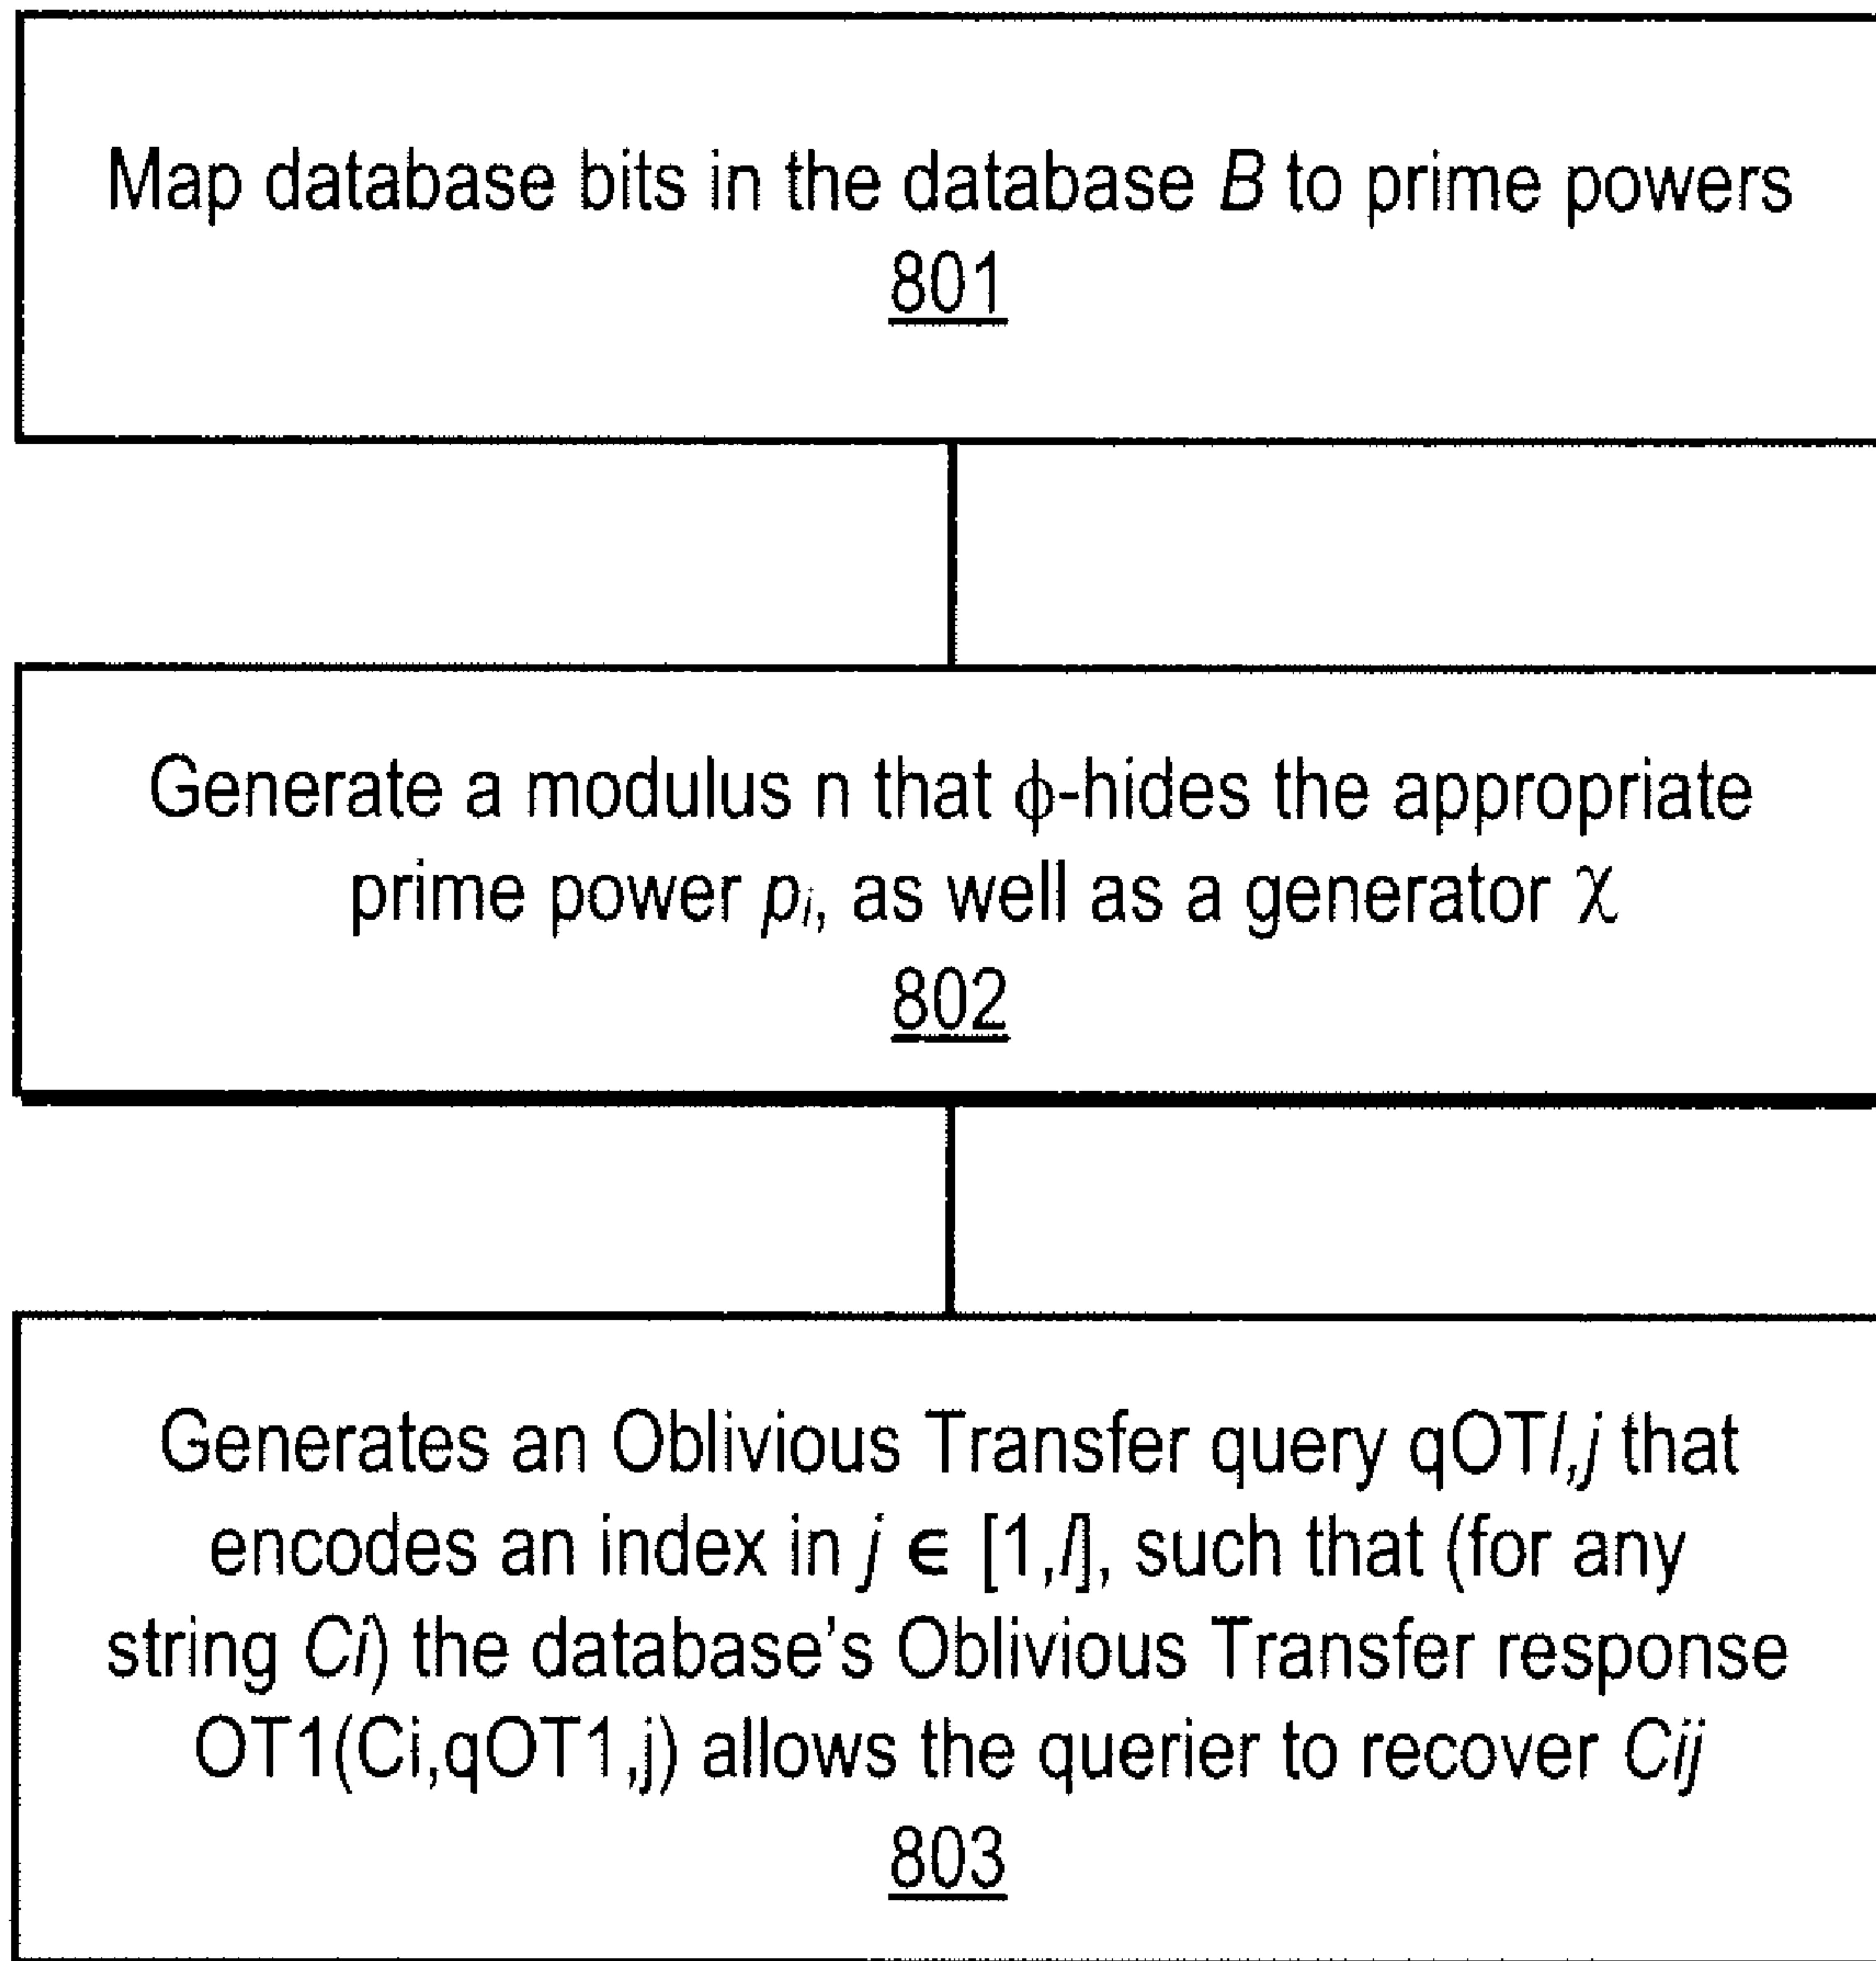 Map database bits in the database B to prime powers
801
Generate a modulus n that ϕ-hides the appropriate
prime power pi, as well as a generator χ
802
Generates an Oblivious Transfer query qOTl,j that
encodes an index in j ∈ [1,l], such that (for any
string Ci) the database's Oblivious Transfer response
OT1(Ci,qOT1,j) allows the querier to recover Cij
803